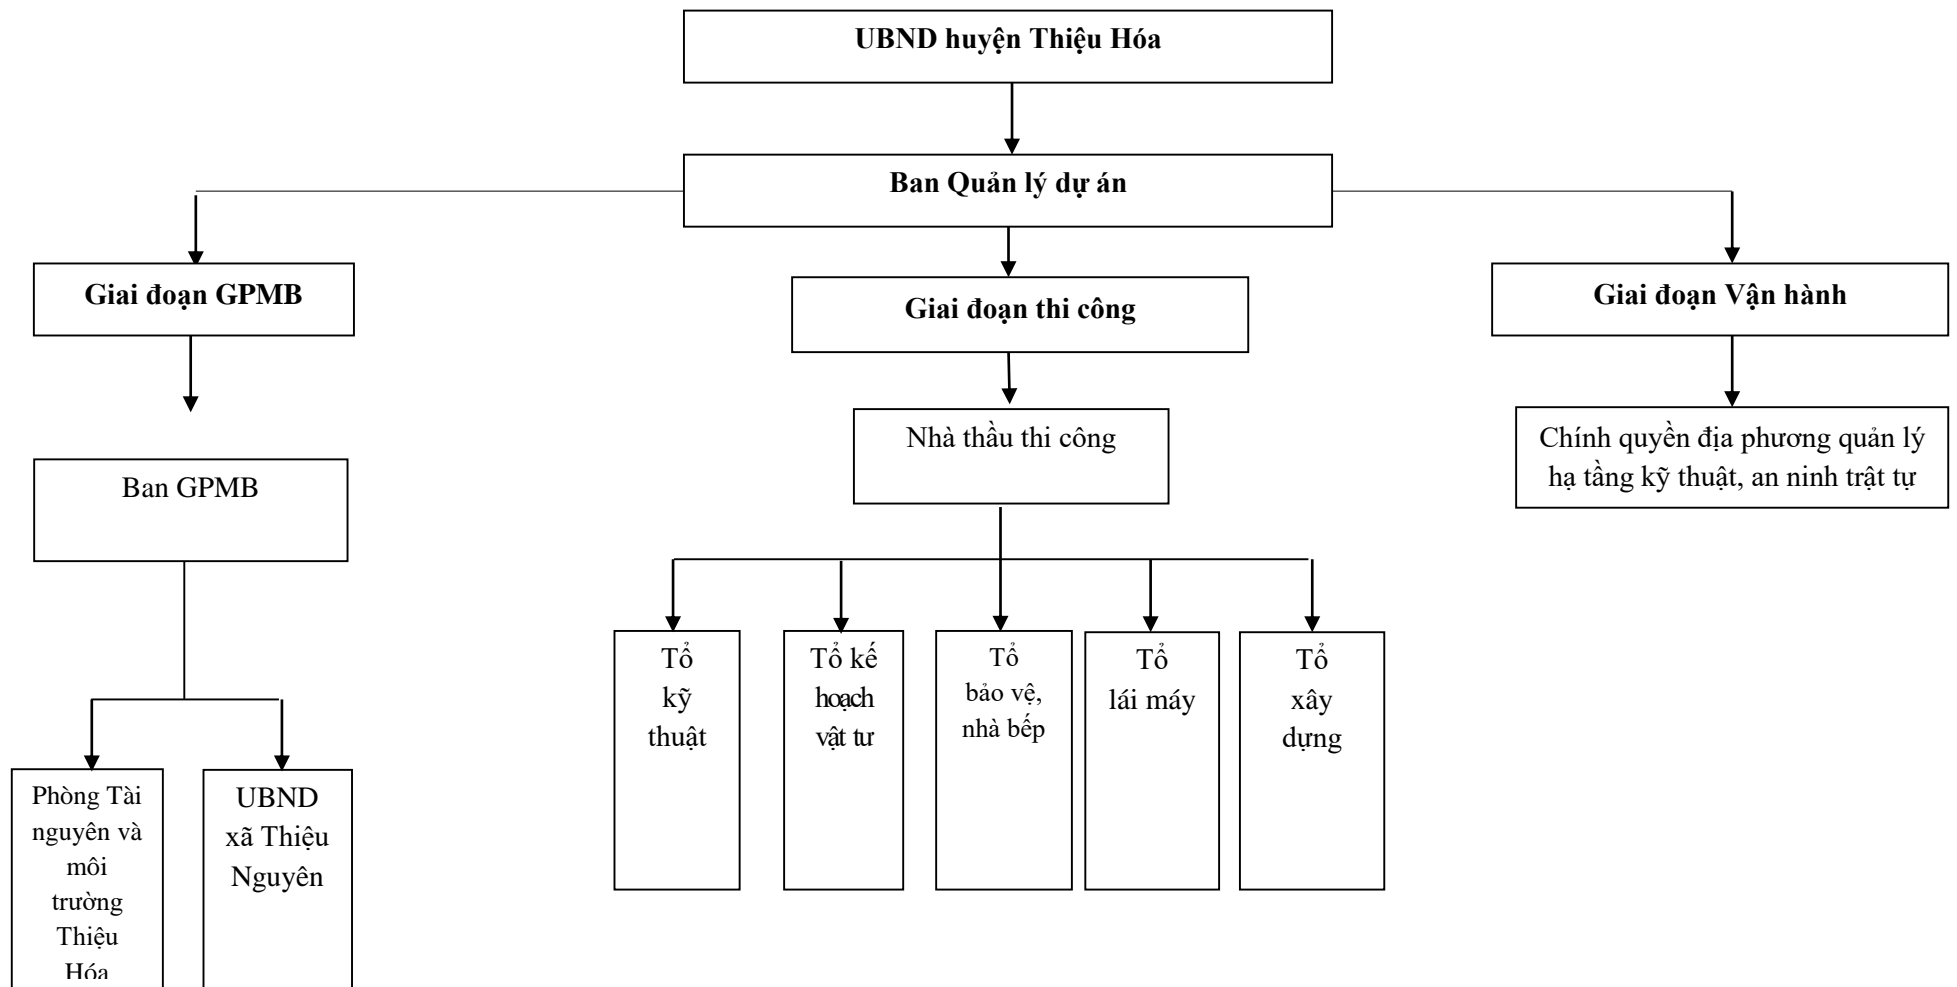 UBND huyện Thiệu Hóa
Ban Quản lý dự án
Giai đoạn GPMB
Giai đoạn thi công
Giai đoạn Vận hành
Ban GPMB
Nhà thầu thi công
Chính quyền địa phương quản lý
hạ tầng kỹ thuật, an ninh trật tự
Phòng Tài
nguyên và
môi
trường
Thiệu
Hóa
UBND
xã Thiệu
Nguyên
Tổ
kỹ
thuật
Tổ kế
hoạch
vật tư
Tổ
bảo vệ,
nhà bếp
Tổ
lái máy
Tổ
xây
dựng